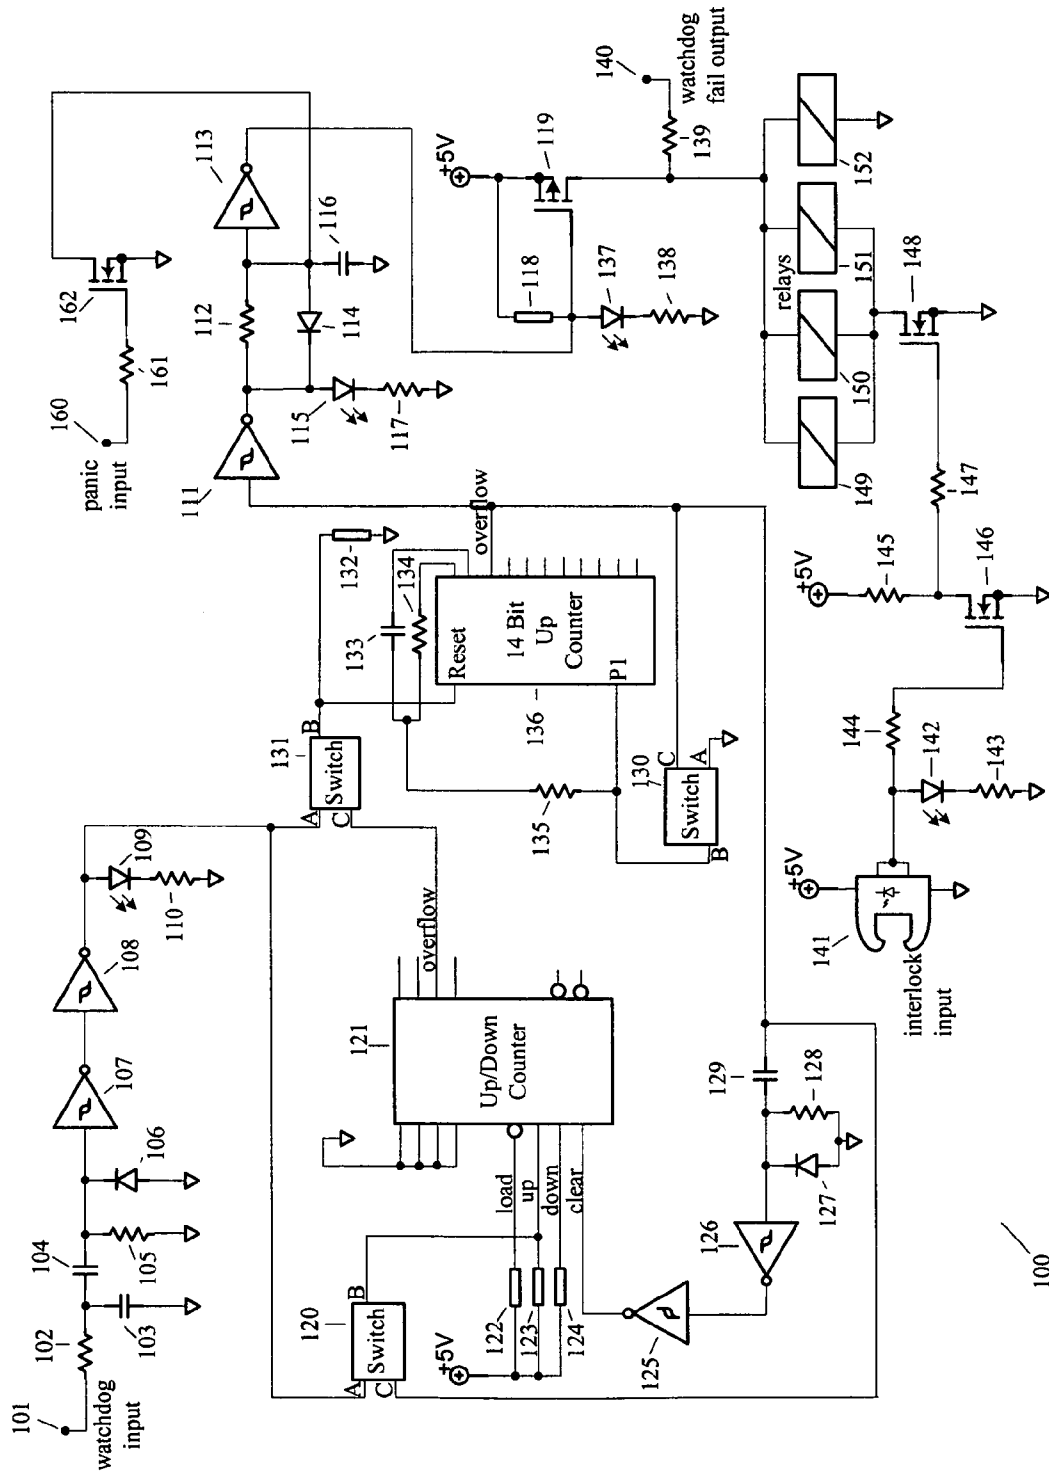 101
watchdog
input
102
103
104
105
106
107
108
109
110
160
panic
input
161
162
111
112
113
114
115
116
117
+5V
118
119
137
138
139
140
watchdog
fail output
120
Switch
A
B
C
+5V
122
123
124
load
up
down
clear
121
Up/Down
Counter
overflow
125
126
127
128
129
131
Switch
A
B
C
132
133
134
135
136
Reset
14 Bit
Up
Counter
P1
overflow
130
Switch
A
B
C
141
interlock
input
+5V
142
143
144
+5V
145
146
147
148
relays
149
150
151
152
100